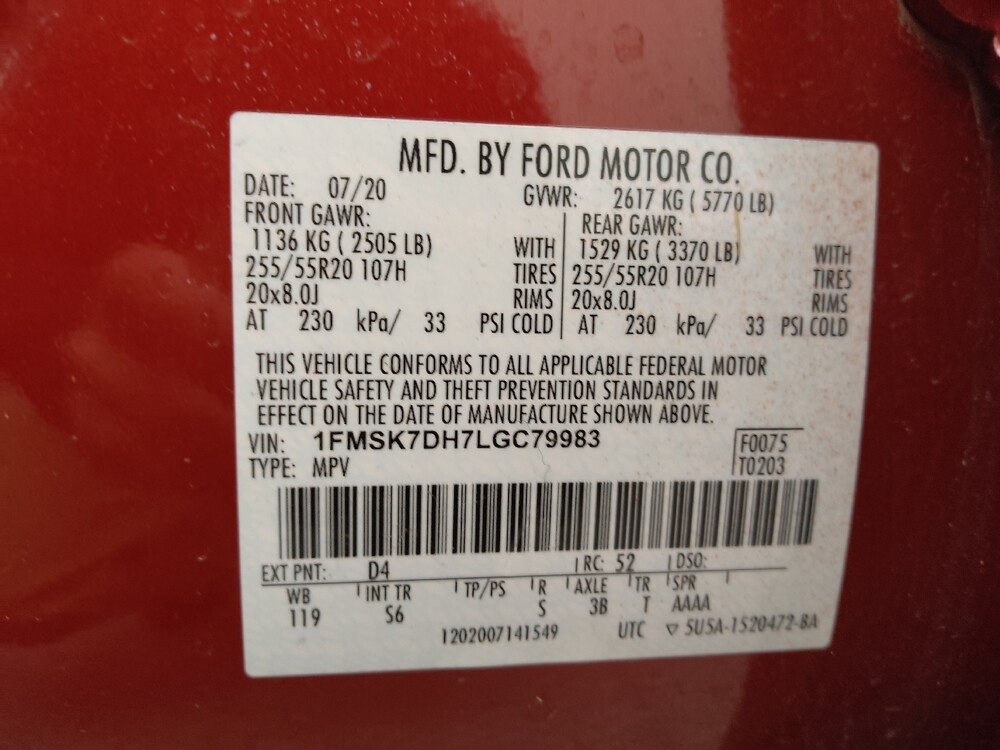 MFD. BY FORD MOTOR CO.
DATE: 07/20 GVWR: 2617 KG ( 5770 LB)
FRONT GAWR: REAR GAWR:
1136 KG ( 2505 LB) WITH 1529 KG ( 3370 LB) WITH
255/55R20 107H TIRES 255/55R20 107H TIRES
20x8.0J RIMS 20x8.0J RIMS
AT 230 kPa/ 33 PSI COLD AT 230 kPa/ 33 PSI COLD
THIS VEHICLE CONFORMS TO ALL APPLICABLE FEDERAL MOTOR
VEHICLE SAFETY AND THEFT PREVENTION STANDARDS IN
EFFECT ON THE DATE OF MANUFACTURE SHOWN ABOVE.
VIN: 1FMSK7DH7LGC79983 F0075
TYPE: MPV T0203
EXT PNT: D4 RC: 52 DSO:
WB INT TR TP/PS R AXLE TR SPR
119 S6 S 3B T AAAA
1202007141549 UTC ▽ 5U5A-1520472-BA